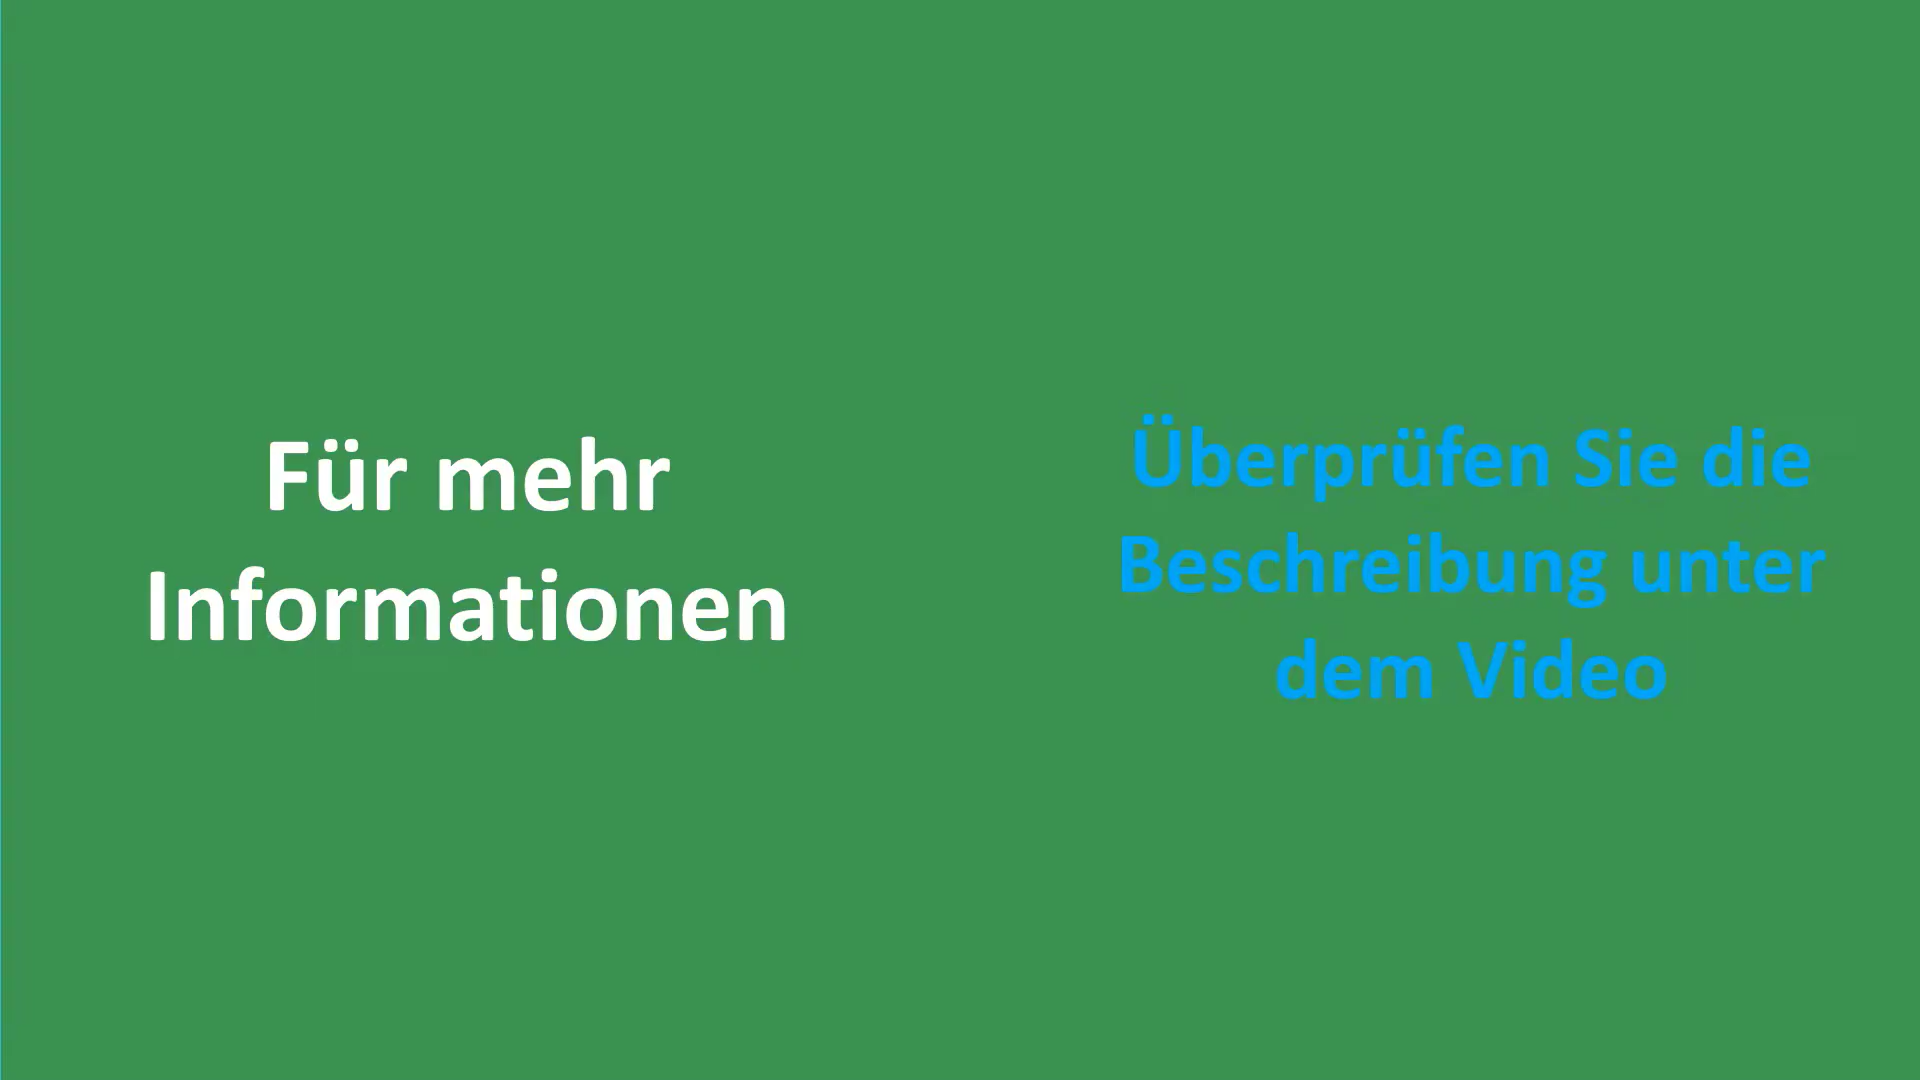 Für mehr
Informationen
Überprüfen Sie die
Beschreibung unter
dem Video